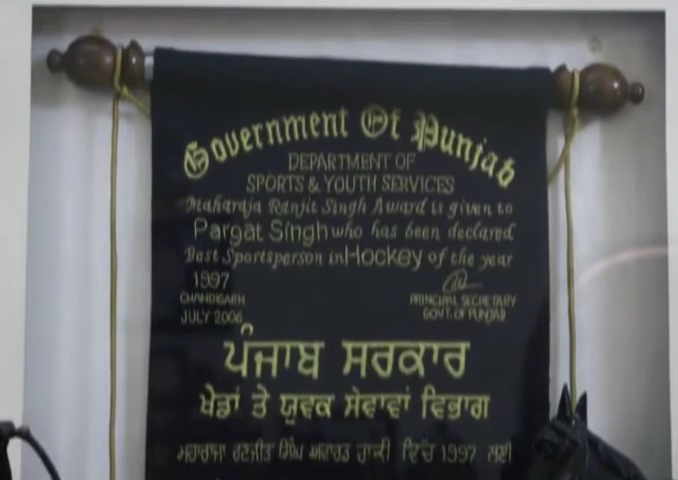 Government Of Punjab
DEPARTMENT OF
SPORTS & YOUTH SERVICES
Maharaja Ranjit Singh Award is given to
Pargat Singh who has been declared
Best Sportsperson in Hockey of the year
1997
CHANDIGARH
JULY 2006
PRINCIPAL SECRETARY
GOVT. OF PUNJAB
ਪੰਜਾਬ ਸਰਕਾਰ
ਖੇਡਾਂ ਤੇ ਯੁਵਕ ਸੇਵਾਵਾਂ ਵਿਭਾਗ
ਮਹਾਰਾਜਾ ਰਣਜੀਤ ਸਿੰਘ ਅਵਾਰਡ ਹਾਕੀ ਵਿੱਚ 1997 ਲਈ